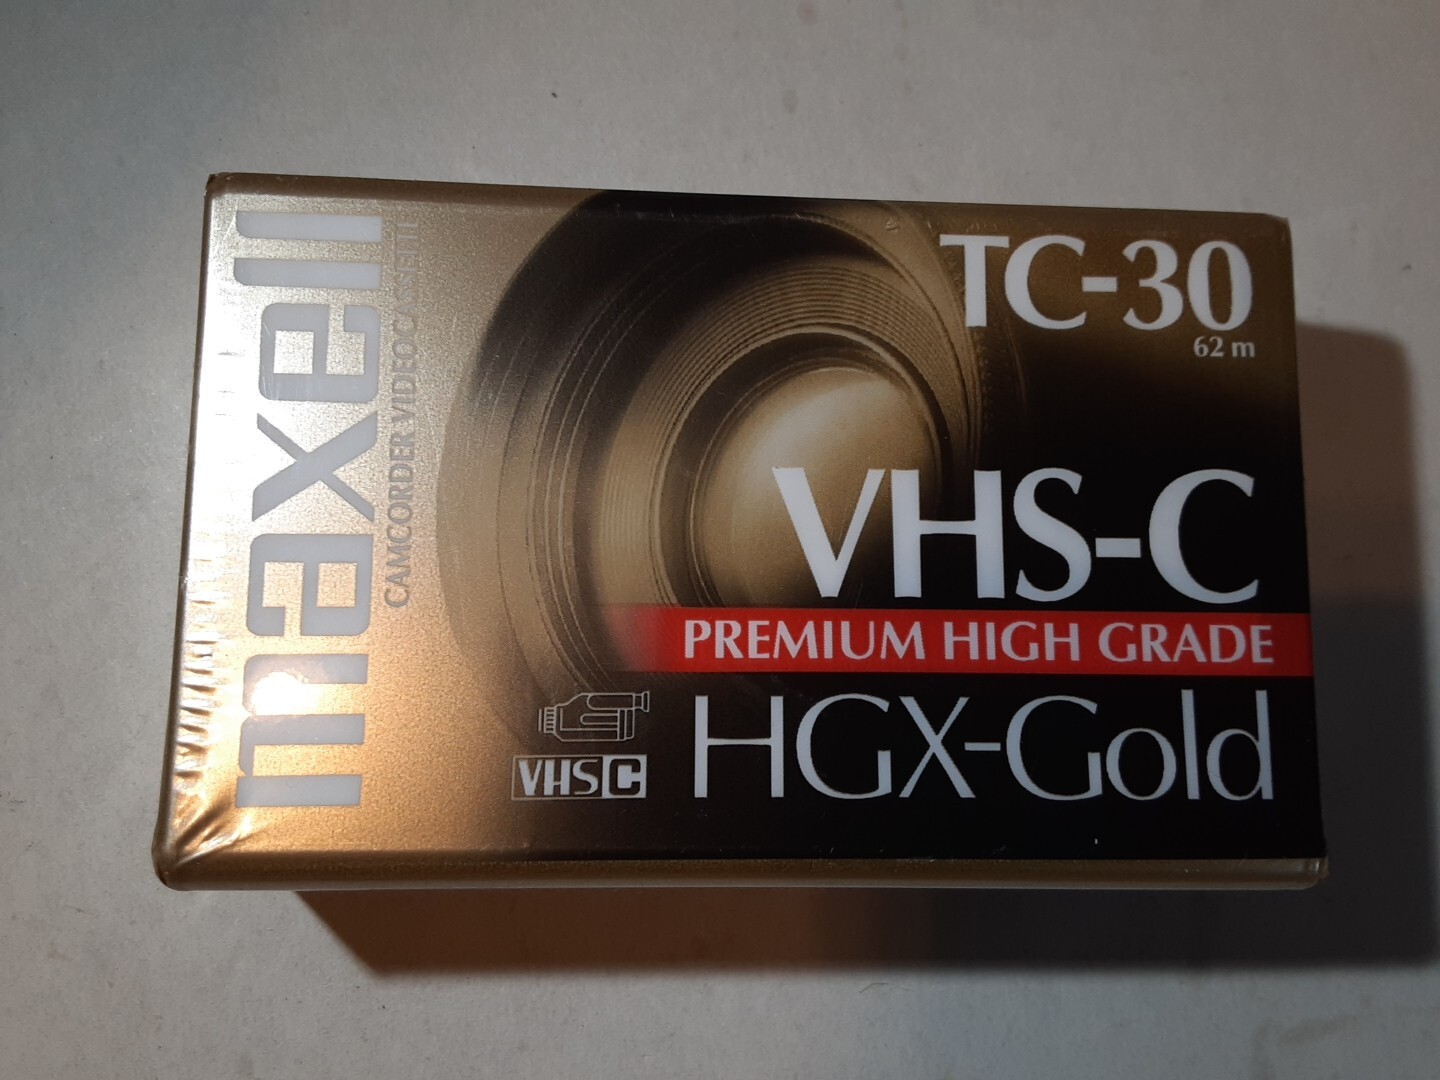 maxell
CAMCORDER VIDEOCASSETTE
TC-30
62 m
VHS-C
PREMIUM HIGH GRADE
HGX-Gold
VHS C